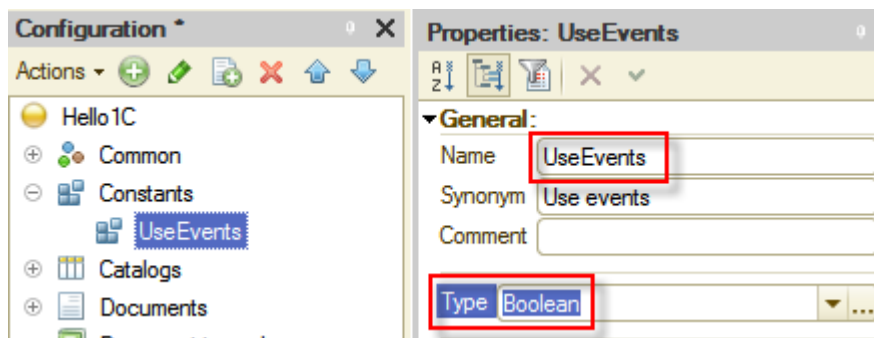 Configuration *
Actions
Hello1C
Common
Constants
UseEvents
Catalogs
Documents
Properties: UseEvents
General:
Name UseEvents
Synonym Use events
Comment
Type Boolean
...